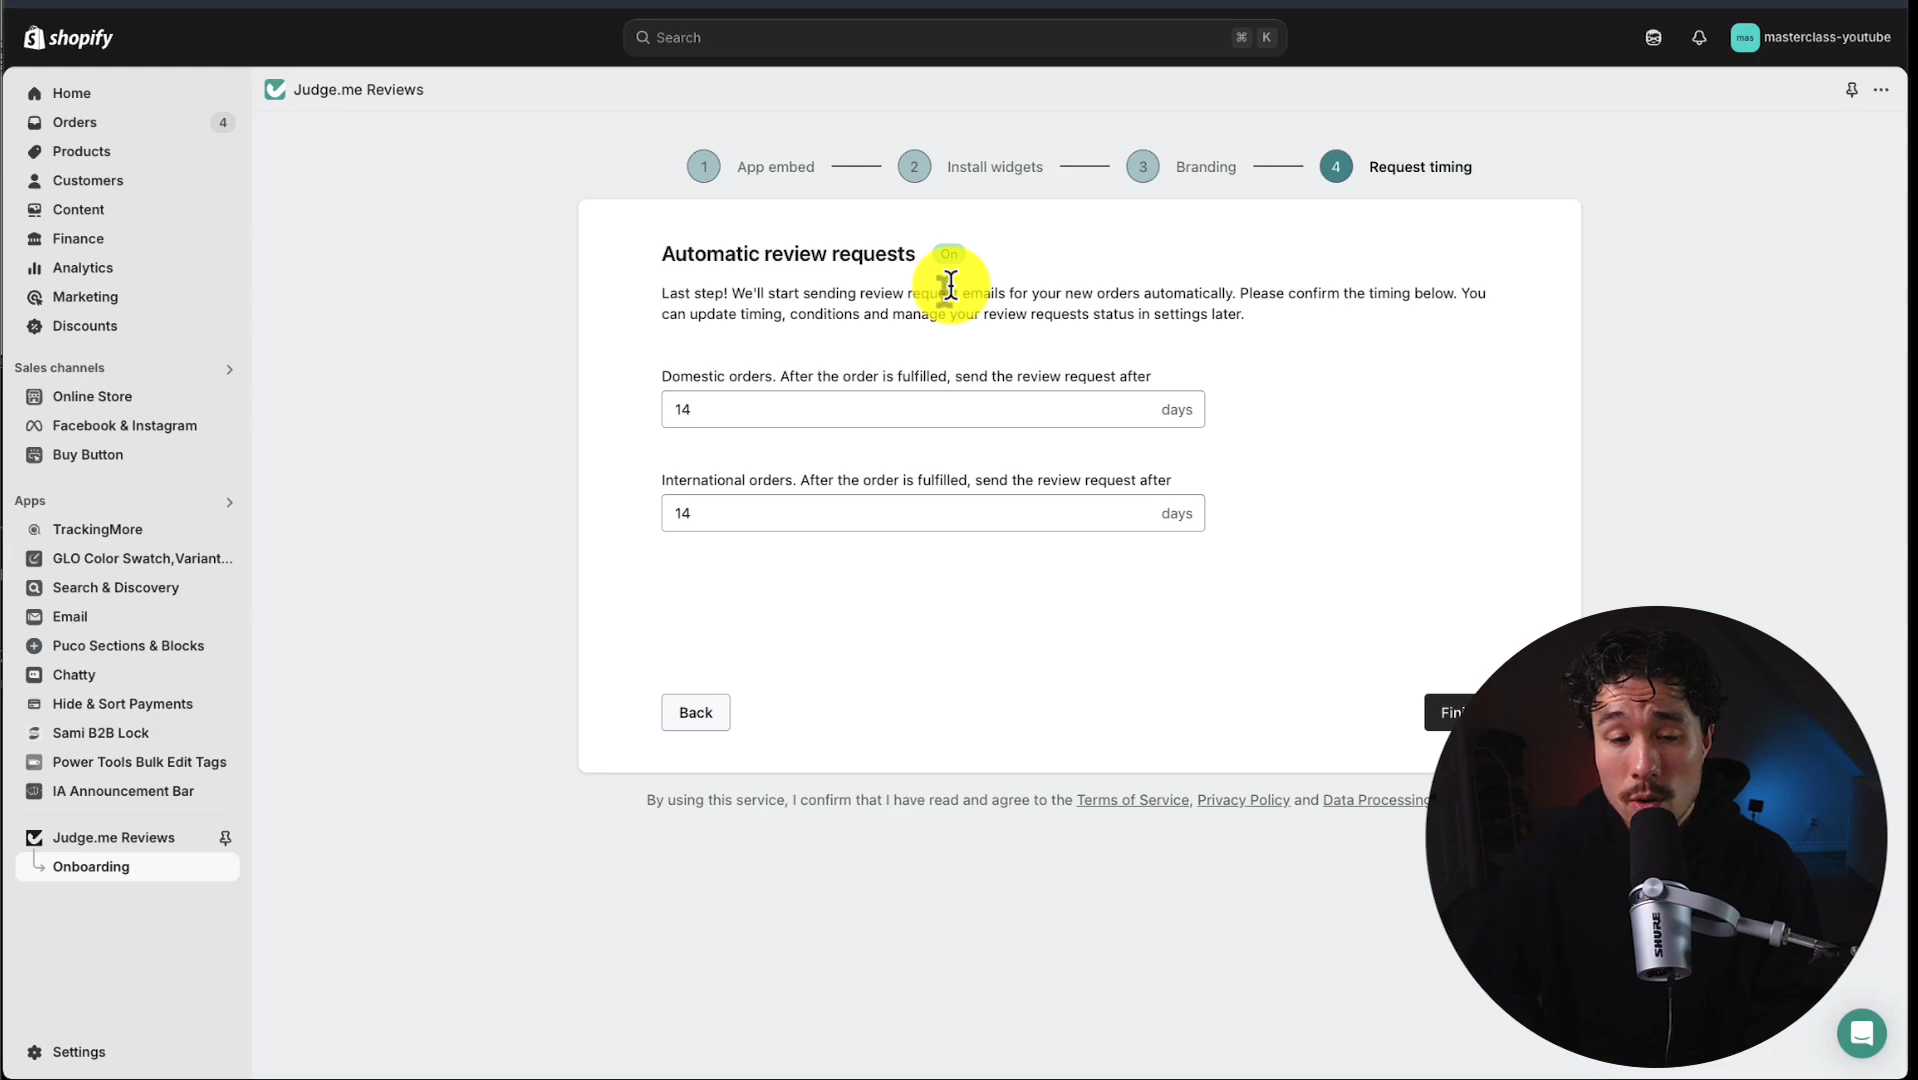 shopify
Search
⌘ K
mas
masterclass-youtube
Home
Orders 4
Products
Customers
Content
Finance
Analytics
Marketing
Discounts
Sales channels
Online Store
Facebook & Instagram
Buy Button
Apps
TrackingMore
GLO Color Swatch,Variant...
Search & Discovery
Email
Puco Sections & Blocks
Chatty
Hide & Sort Payments
Sami B2B Lock
Power Tools Bulk Edit Tags
IA Announcement Bar
Judge.me Reviews
Onboarding
Settings
Judge.me Reviews
1 App embed 2 Install widgets 3 Branding 4 Request timing
Automatic review requests On
Last step! We'll start sending review request emails for your new orders automatically. Please confirm the timing below. You
can update timing, conditions and manage your review requests status in settings later.
Domestic orders. After the order is fulfilled, send the review request after
14 days
International orders. After the order is fulfilled, send the review request after
14 days
Back
By using this service, I confirm that I have read and agree to the Terms of Service, Privacy Policy and Data Processing
SHURE